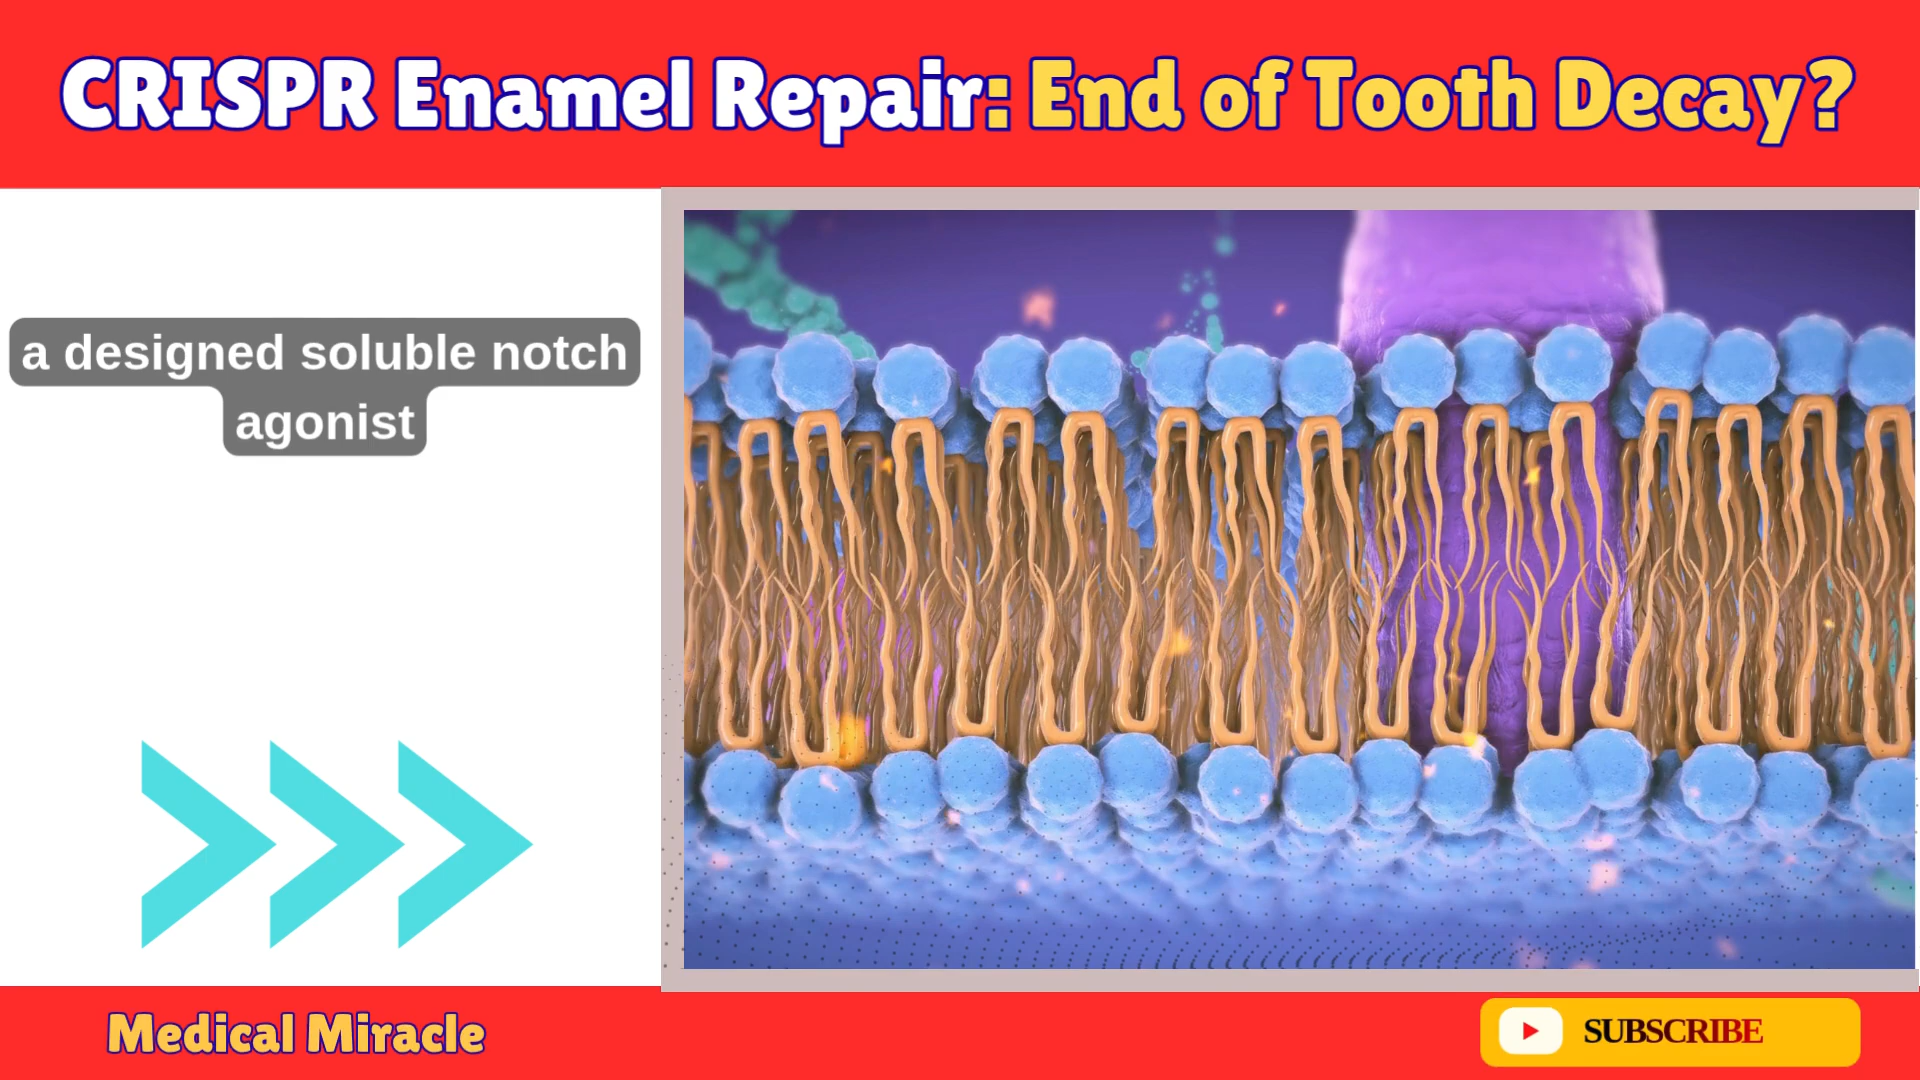 CRISPR Enamel Repair: End of Tooth Decay?
a designed soluble notch
agonist
Medical Miracle
SUBSCRIBE